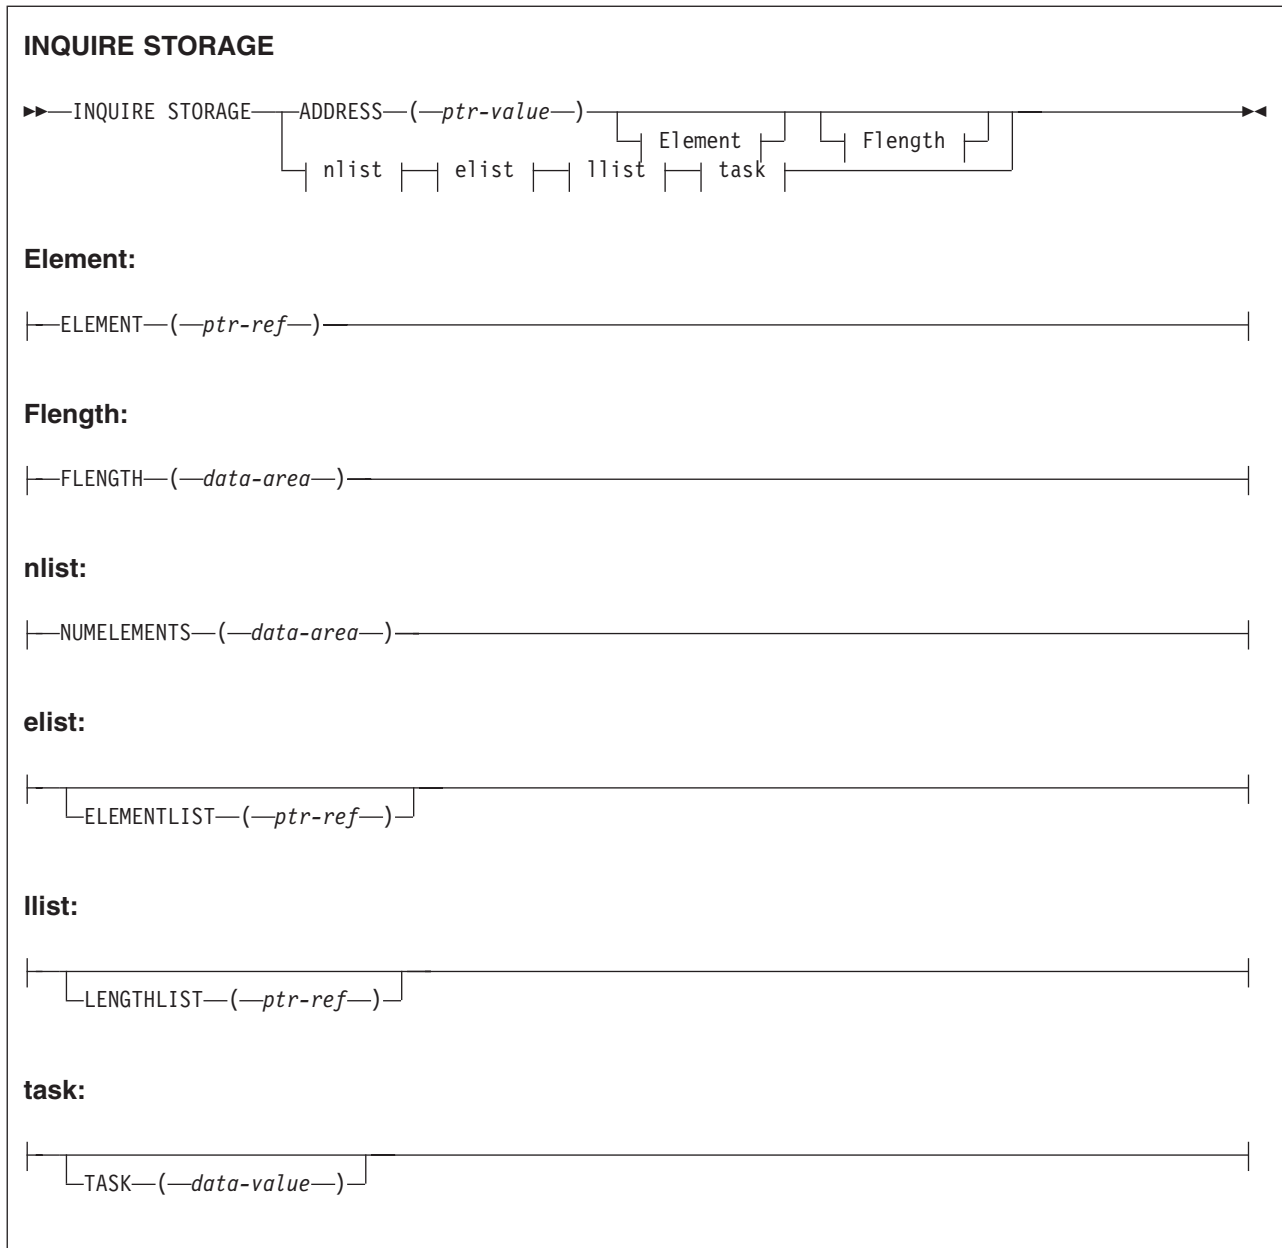 INQUIRE STORAGE
INQUIRE STORAGE ADDRESS ( ptr-value )
Element Flength
nlist elist llist task
Element:
ELEMENT ( ptr-ref )
Flength:
FLENGTH ( data-area )
nlist:
NUMELEMENTS ( data-area )
elist:
ELEMENTLIST ( ptr-ref )
llist:
LENGTHLIST ( ptr-ref )
task:
TASK ( data-value )